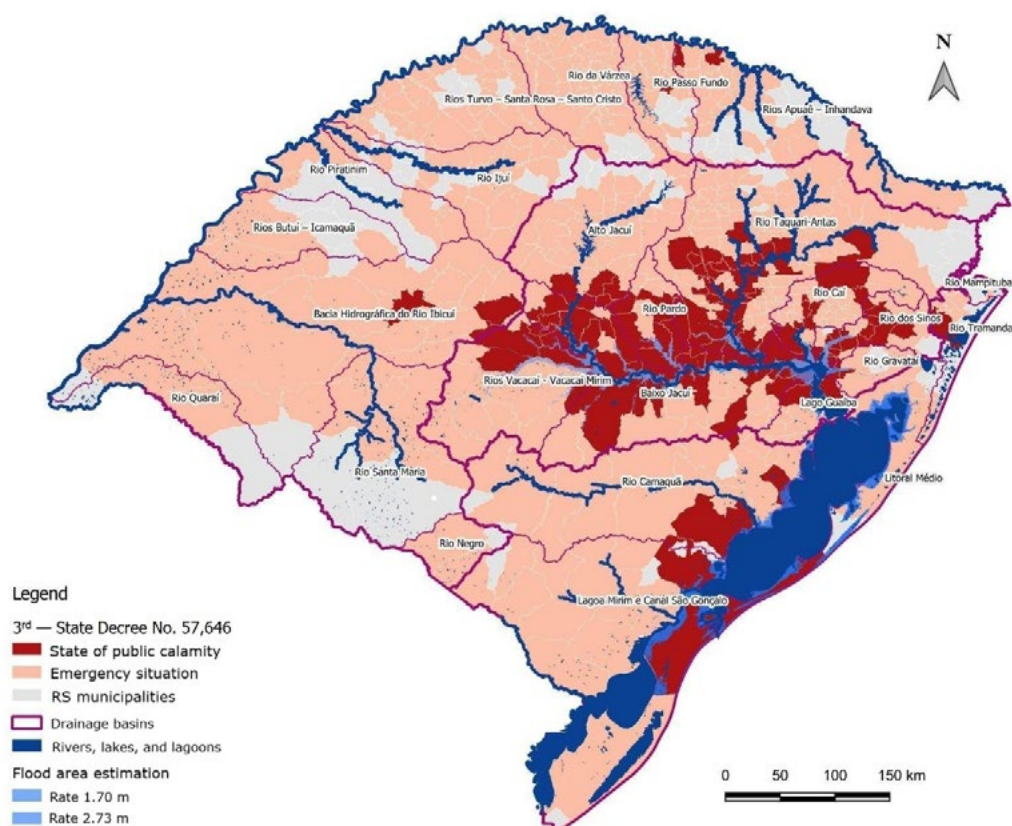 N
Rio da Várzea
Rio Passo Fundo
Rios Turvo – Santa Rosa – Santo Cristo
Rios Apuaê – Inhandava
Rio Piratinim
Rio Ijuí
Rios Butuí – Icamaquã
Alto Jacuí
Rio Taquari-Antas
Rio Mampituba
Rio Caí
Bacia Hidrográfica do Rio Ibicuí
Rio Pardo
Rio dos Sinos
Rio Tramandaí
Rio Gravataí
Rios Vacacaí - Vacacaí Mirim
Baixo Jacuí
Rio Quaraí
Lago Guaíba
Rio Santa Maria
Rio Camaquã
Litoral Médio
Rio Negro
Lagoa Mirim e Canal São Gonçalo
Legend
3rd — State Decree No. 57,646
State of public calamity
Emergency situation
RS municipalities
Drainage basins
Rivers, lakes, and lagoons
Flood area estimation
Rate 1.70 m
Rate 2.73 m
0 50 100 150 km